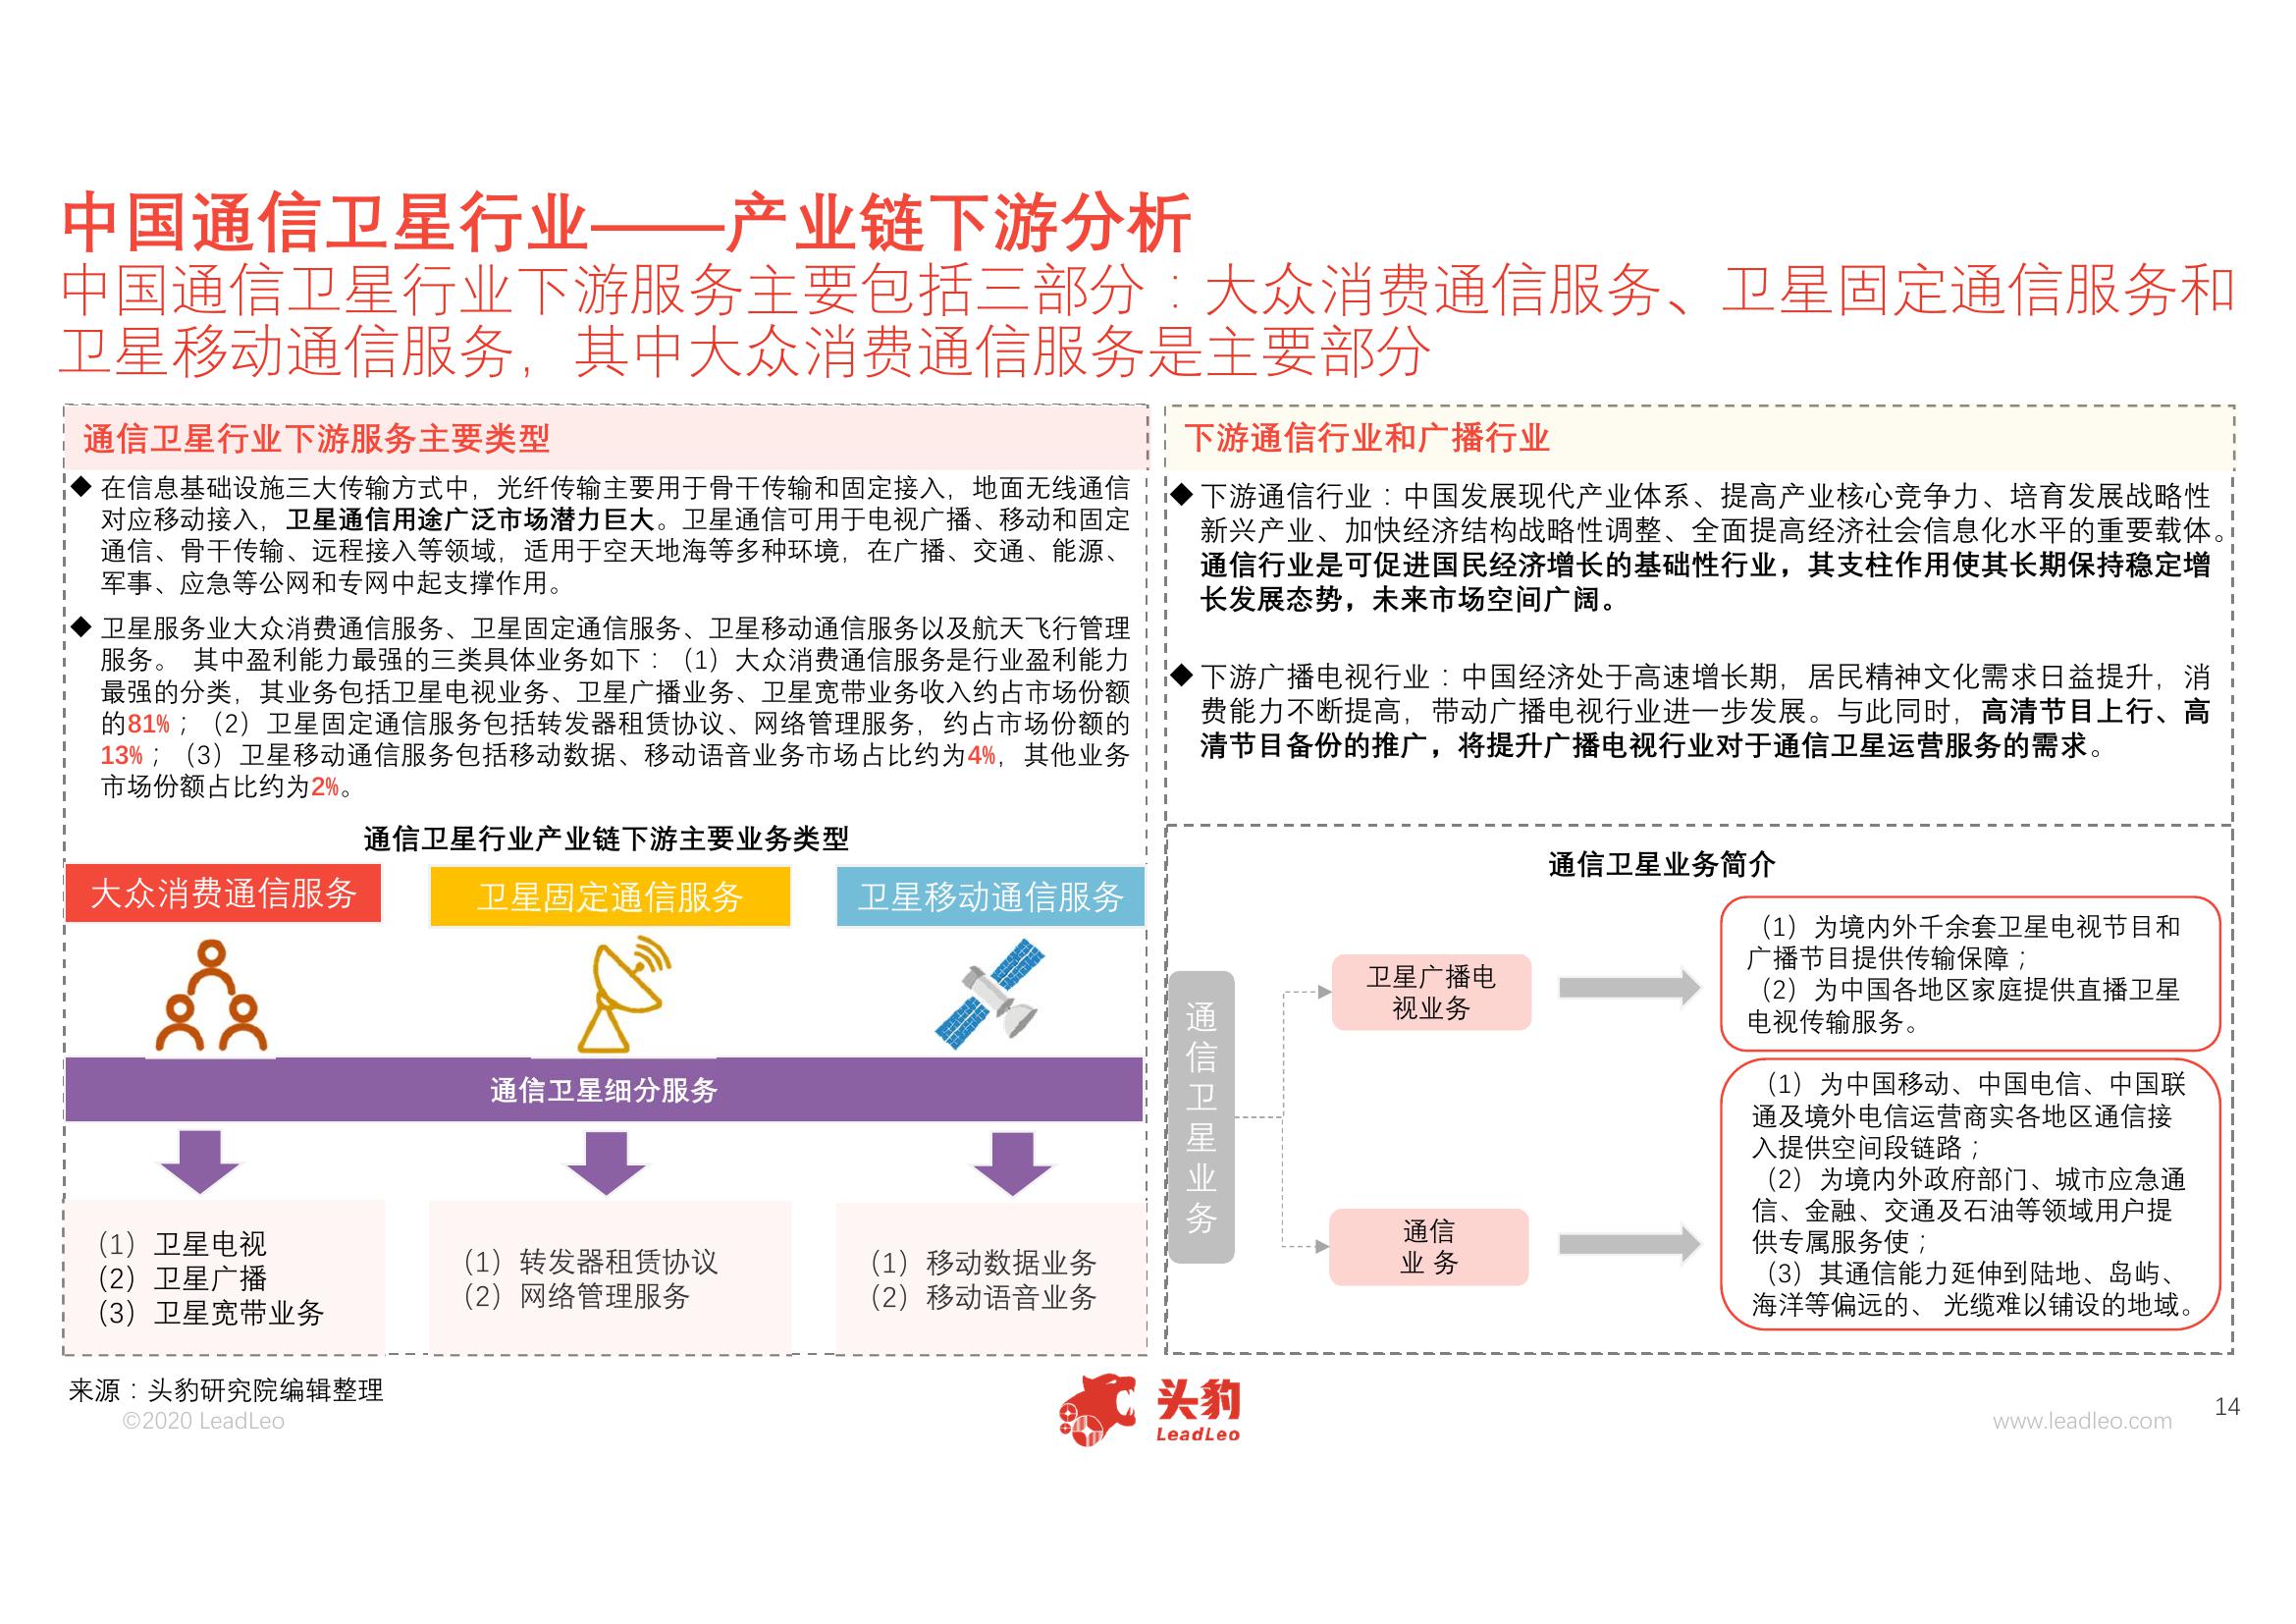 中国通信卫星行业——产业链下游分析
中国通信卫星行业下游服务主要包括三部分：大众消费通信服务、卫星固定通信服务和
卫星移动通信服务，其中大众消费通信服务是主要部分
通信卫星行业下游服务主要类型
◆ 在信息基础设施三大传输方式中，光纤传输主要用于骨干传输和固定接入，地面无线通信
对应移动接入，卫星通信用途广泛市场潜力巨大。卫星通信可用于电视广播、移动和固定
通信、骨干传输、远程接入等领域，适用于空天地海等多种环境，在广播、交通、能源、
军事、应急等公网和专网中起支撑作用。
◆ 卫星服务业大众消费通信服务、卫星固定通信服务、卫星移动通信服务以及航天飞行管理
服务。 其中盈利能力最强的三类具体业务如下：（1）大众消费通信服务是行业盈利能力
最强的分类，其业务包括卫星电视业务、卫星广播业务、卫星宽带业务收入约占市场份额
的81%；（2）卫星固定通信服务包括转发器租赁协议、网络管理服务，约占市场份额的
13%；（3）卫星移动通信服务包括移动数据、移动语音业务市场占比约为4%，其他业务
市场份额占比约为2%。
通信卫星行业产业链下游主要业务类型
大众消费通信服务
卫星固定通信服务
卫星移动通信服务
通信卫星细分服务
（1）卫星电视
（2）卫星广播
（3）卫星宽带业务
（1）转发器租赁协议
（2）网络管理服务
（1）移动数据业务
（2）移动语音业务
下游通信行业和广播行业
◆ 下游通信行业：中国发展现代产业体系、提高产业核心竞争力、培育发展战略性
新兴产业、加快经济结构战略性调整、全面提高经济社会信息化水平的重要载体。
通信行业是可促进国民经济增长的基础性行业，其支柱作用使其长期保持稳定增
长发展态势，未来市场空间广阔。
◆ 下游广播电视行业：中国经济处于高速增长期，居民精神文化需求日益提升，消
费能力不断提高，带动广播电视行业进一步发展。与此同时，高清节目上行、高
清节目备份的推广，将提升广播电视行业对于通信卫星运营服务的需求。
通信卫星业务简介
通
信
卫
星
业
务
卫星广播电
视业务
（1）为境内外千余套卫星电视节目和
广播节目提供传输保障；
（2）为中国各地区家庭提供直播卫星
电视传输服务。
通信
业 务
（1）为中国移动、中国电信、中国联
通及境外电信运营商实各地区通信接
入提供空间段链路；
（2）为境内外政府部门、城市应急通
信、金融、交通及石油等领域用户提
供专属服务使；
（3）其通信能力延伸到陆地、岛屿、
海洋等偏远的、 光缆难以铺设的地域。
来源：头豹研究院编辑整理
©2020 LeadLeo
头豹
LeadLeo
www.leadleo.com
14